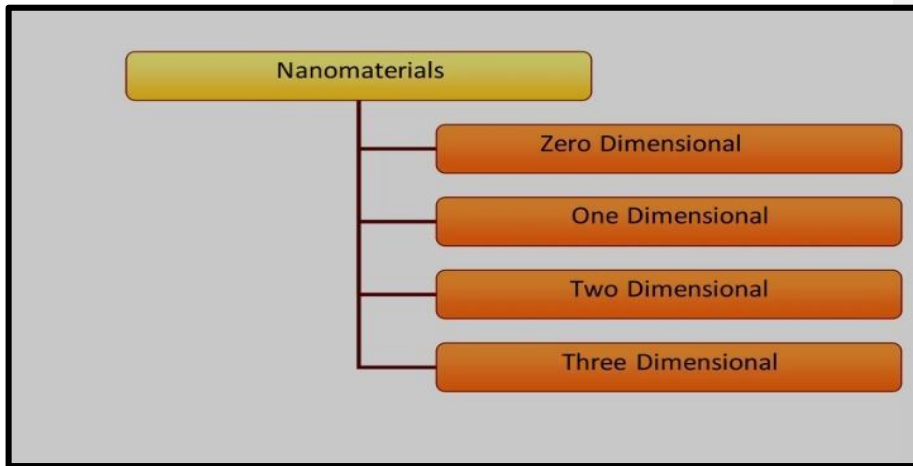 Nanomaterials
Zero Dimensional
One Dimensional
Two Dimensional
Three Dimensional